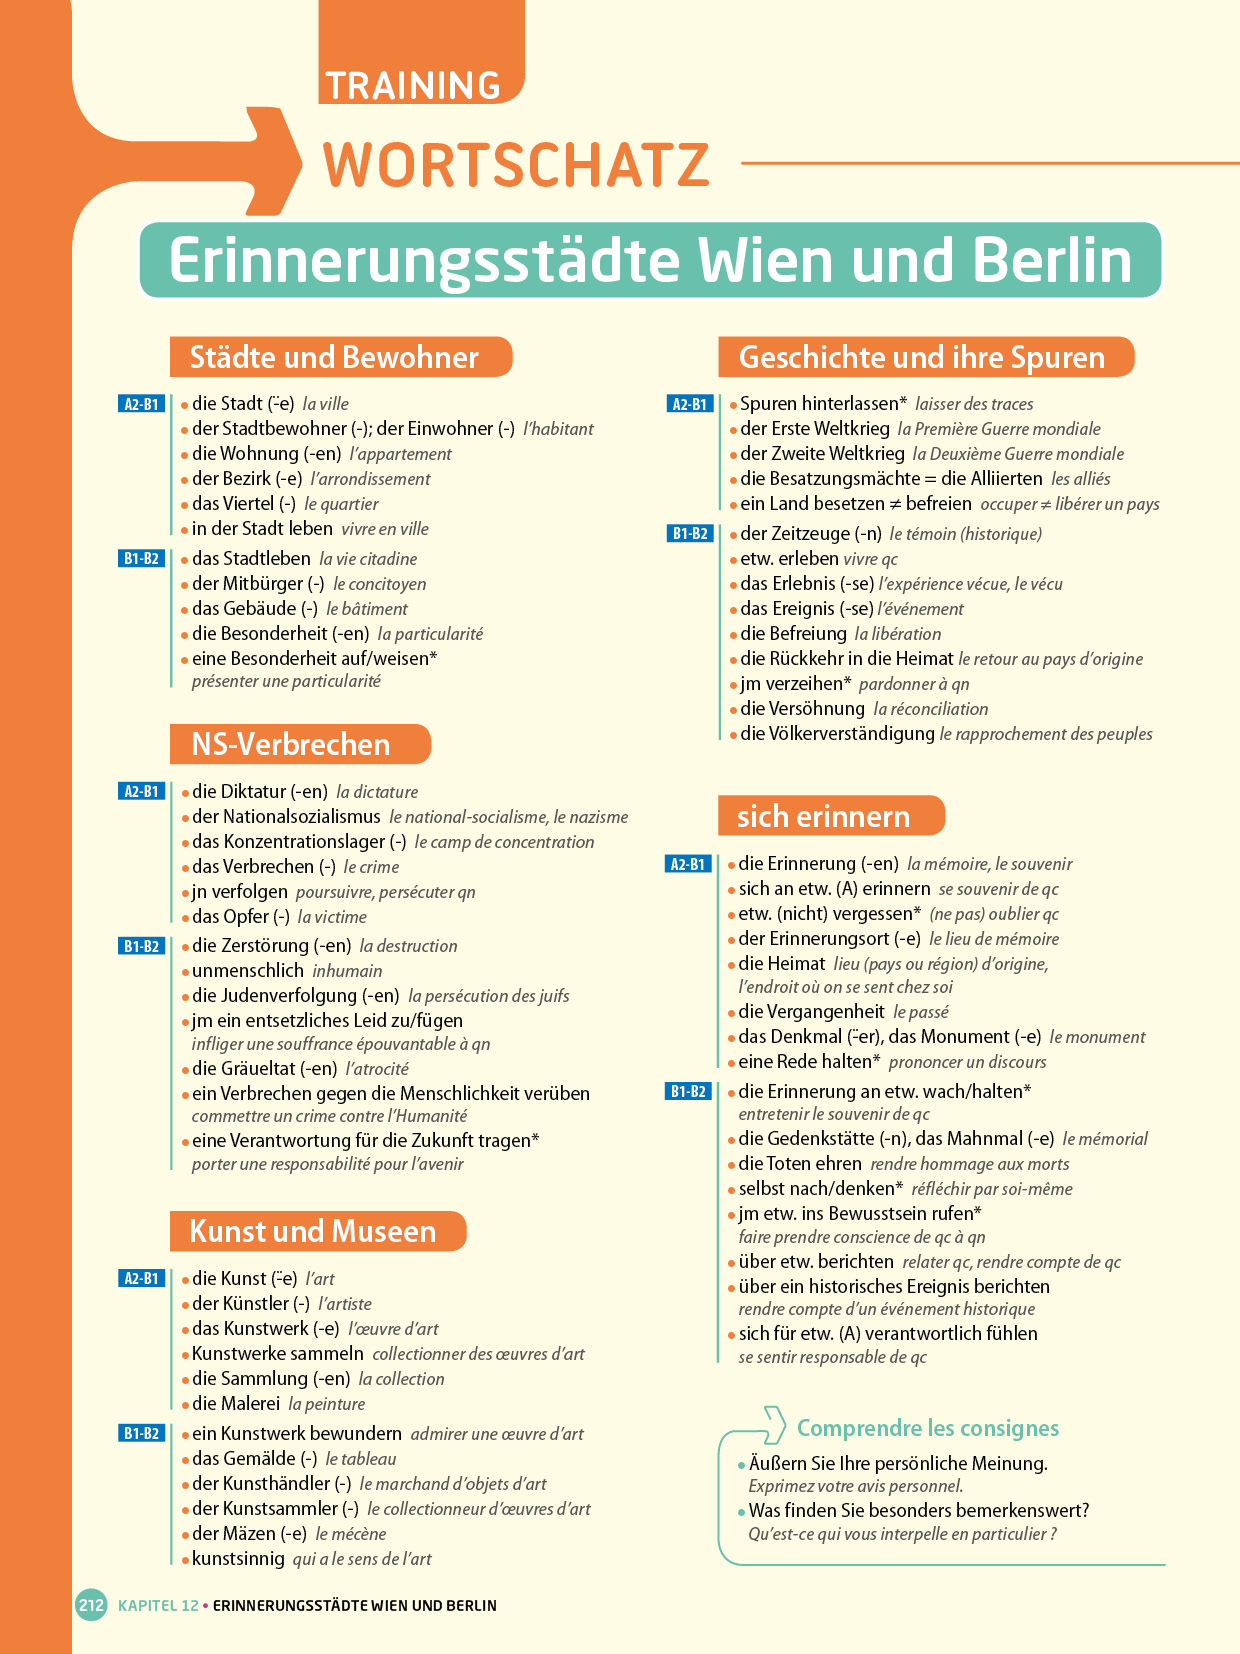 TRAINING
WORTSCHATZ
Erinnerungsstädte Wien und Berlin
Städte und Bewohner
A2-B1
• die Stadt (¨-e) la ville
• der Stadtbewohner (-); der Einwohner (-) l’habitant
• die Wohnung (-en) l’appartement
• der Bezirk (-e) l’arrondissement
• das Viertel (-) le quartier
• in der Stadt leben vivre en ville
B1-B2
• das Stadtleben la vie citadine
• der Mitbürger (-) le concitoyen
• das Gebäude (-) le bâtiment
• die Besonderheit (-en) la particularité
• eine Besonderheit auf/weisen*
présenter une particularité
NS-Verbrechen
A2-B1
• die Diktatur (-en) la dictature
• der Nationalsozialismus le national-socialisme, le nazisme
• das Konzentrationslager (-) le camp de concentration
• das Verbrechen (-) le crime
• jn verfolgen poursuivre, persécuter qn
• das Opfer (-) la victime
B1-B2
• die Zerstörung (-en) la destruction
• unmenschlich inhumain
• die Judenverfolgung (-en) la persécution des juifs
• jm ein entsetzliches Leid zu/fügen
infliger une souffrance épouvantable à qn
• die Gräueltat (-en) l’atrocité
• ein Verbrechen gegen die Menschlichkeit verüben
commettre un crime contre l’Humanité
• eine Verantwortung für die Zukunft tragen*
porter une responsabilité pour l’avenir
Kunst und Museen
A2-B1
• die Kunst (¨-e) l’art
• der Künstler (-) l’artiste
• das Kunstwerk (-e) l’œuvre d’art
• Kunstwerke sammeln collectionner des œuvres d’art
• die Sammlung (-en) la collection
• die Malerei la peinture
B1-B2
• ein Kunstwerk bewundern admirer une œuvre d’art
• das Gemälde (-) le tableau
• der Kunsthändler (-) le marchand d’objets d’art
• der Kunstsammler (-) le collectionneur d’œuvres d’art
• der Mäzen (-e) le mécène
• kunstsinnig qui a le sens de l’art
Geschichte und ihre Spuren
A2-B1
• Spuren hinterlassen* laisser des traces
• der Erste Weltkrieg la Première Guerre mondiale
• der Zweite Weltkrieg la Deuxième Guerre mondiale
• die Besatzungsmächte = die Alliierten les alliés
• ein Land besetzen ≠ befreien occuper ≠ libérer un pays
B1-B2
• der Zeitzeuge (-n) le témoin (historique)
• etw. erleben vivre qc
• das Erlebnis (-se) l’expérience vécue, le vécu
• das Ereignis (-se) l’événement
• die Befreiung la libération
• die Rückkehr in die Heimat le retour au pays d’origine
• jm verzeihen* pardonner à qn
• die Versöhnung la réconciliation
• die Völkerverständigung le rapprochement des peuples
sich erinnern
A2-B1
• die Erinnerung (-en) la mémoire, le souvenir
• sich an etw. (A) erinnern se souvenir de qc
• etw. (nicht) vergessen* (ne pas) oublier qc
• der Erinnerungsort (-e) le lieu de mémoire
• die Heimat lieu (pays ou région) d’origine,
l’endroit où on se sent chez soi
• die Vergangenheit le passé
• das Denkmal (¨-er), das Monument (-e) le monument
• eine Rede halten* prononcer un discours
B1-B2
• die Erinnerung an etw. wach/halten*
entretenir le souvenir de qc
• die Gedenkstätte (-n), das Mahnmal (-e) le mémorial
• die Toten ehren rendre hommage aux morts
• selbst nach/denken* réfléchir par soi-même
• jm etw. ins Bewusstsein rufen*
faire prendre conscience de qc à qn
• über etw. berichten relater qc, rendre compte de qc
• über ein historisches Ereignis berichten
rendre compte d’un événement historique
• sich für etw. (A) verantwortlich fühlen
se sentir responsable de qc
Comprendre les consignes
• Äußern Sie Ihre persönliche Meinung.
Exprimez votre avis personnel.
• Was finden Sie besonders bemerkenswert?
Qu’est-ce qui vous interpelle en particulier ?
212 KAPITEL 12 • ERINNERUNGSSTÄDTE WIEN UND BERLIN